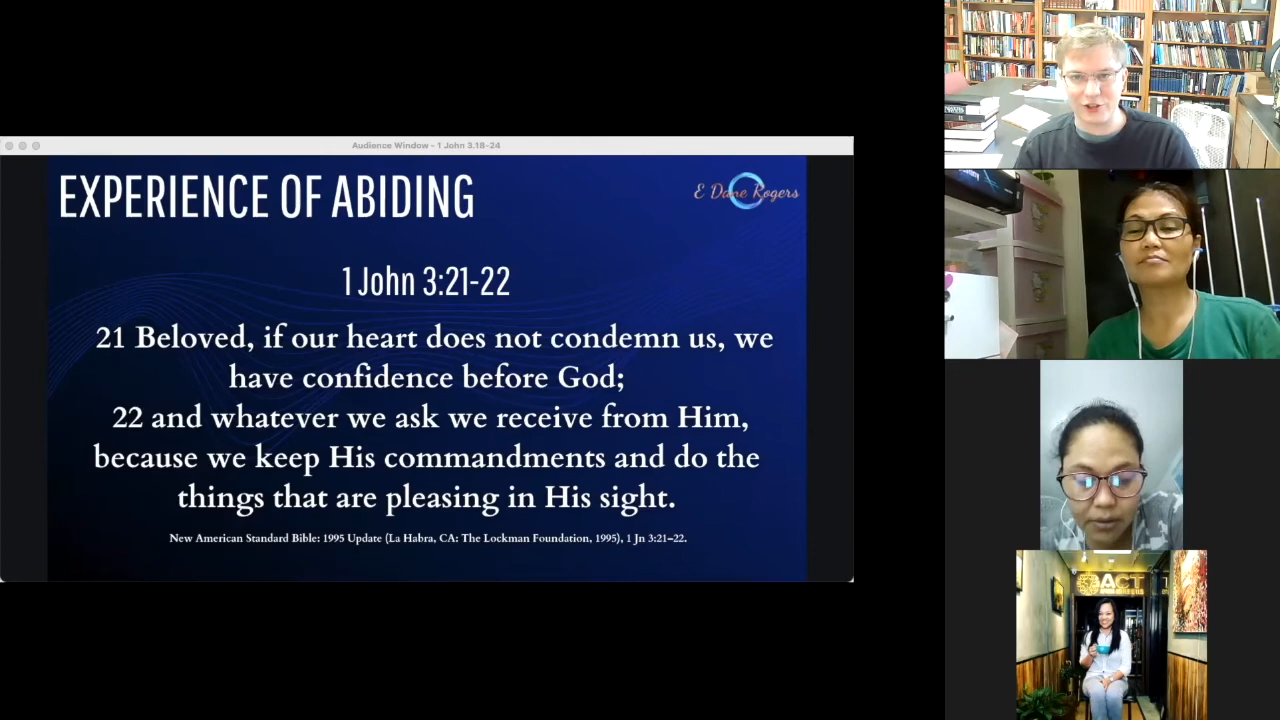 Audience Window - 1 John 3.18-24
EXPERIENCE OF ABIDING
E Dane Rogers
1 John 3:21-22
21 Beloved, if our heart does not condemn us, we
have confidence before God;
22 and whatever we ask we receive from Him,
because we keep His commandments and do the
things that are pleasing in His sight.
New American Standard Bible: 1995 Update (La Habra, CA: The Lockman Foundation, 1995), 1 Jn 3:21–22.
ACT